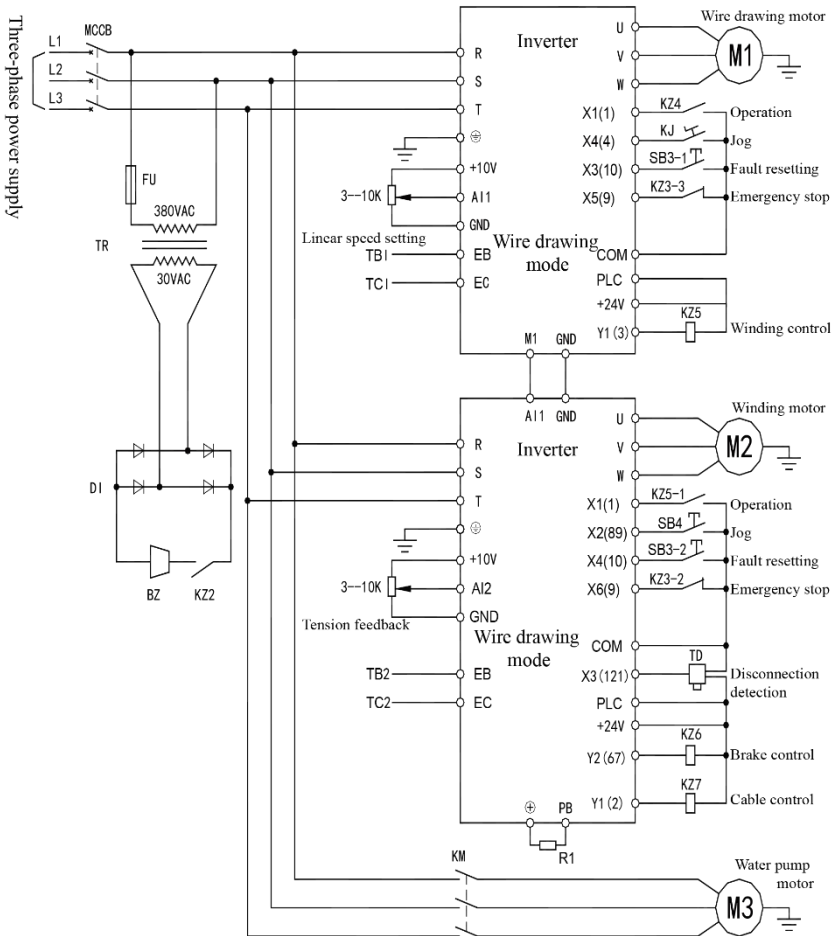 Three-phase power supply
L1
L2
L3
MCCB
FU
380VAC
TR
30VAC
DI
BZ
KZ2
Inverter
R
S
T
+10V
3--10K
AI1
GND
Linear speed setting
TB1
EB
TC1
EC
Wire drawing
mode
U
V
W
Wire drawing motor
M1
X1(1)
KZ4
Operation
X4(4)
KJ
Jog
X3(10)
SB3-1
Fault resetting
X5(9)
KZ3-3
Emergency stop
COM
PLC
+24V
Y1(3)
KZ5
Winding control
M1
GND
AI1
GND
Inverter
R
S
T
+10V
3--10K
AI2
GND
Tension feedback
TB2
EB
TC2
EC
Wire drawing
mode
U
V
W
Winding motor
M2
X1(1)
KZ5-1
Operation
X2(89)
SB4
Jog
X4(10)
SB3-2
Fault resetting
X6(9)
KZ3-2
Emergency stop
COM
X3(121)
TD
Disconnection
detection
PLC
+24V
Y2(67)
KZ6
Brake control
Y1(2)
KZ7
Cable control
PB
R1
KM
Water pump
motor
M3